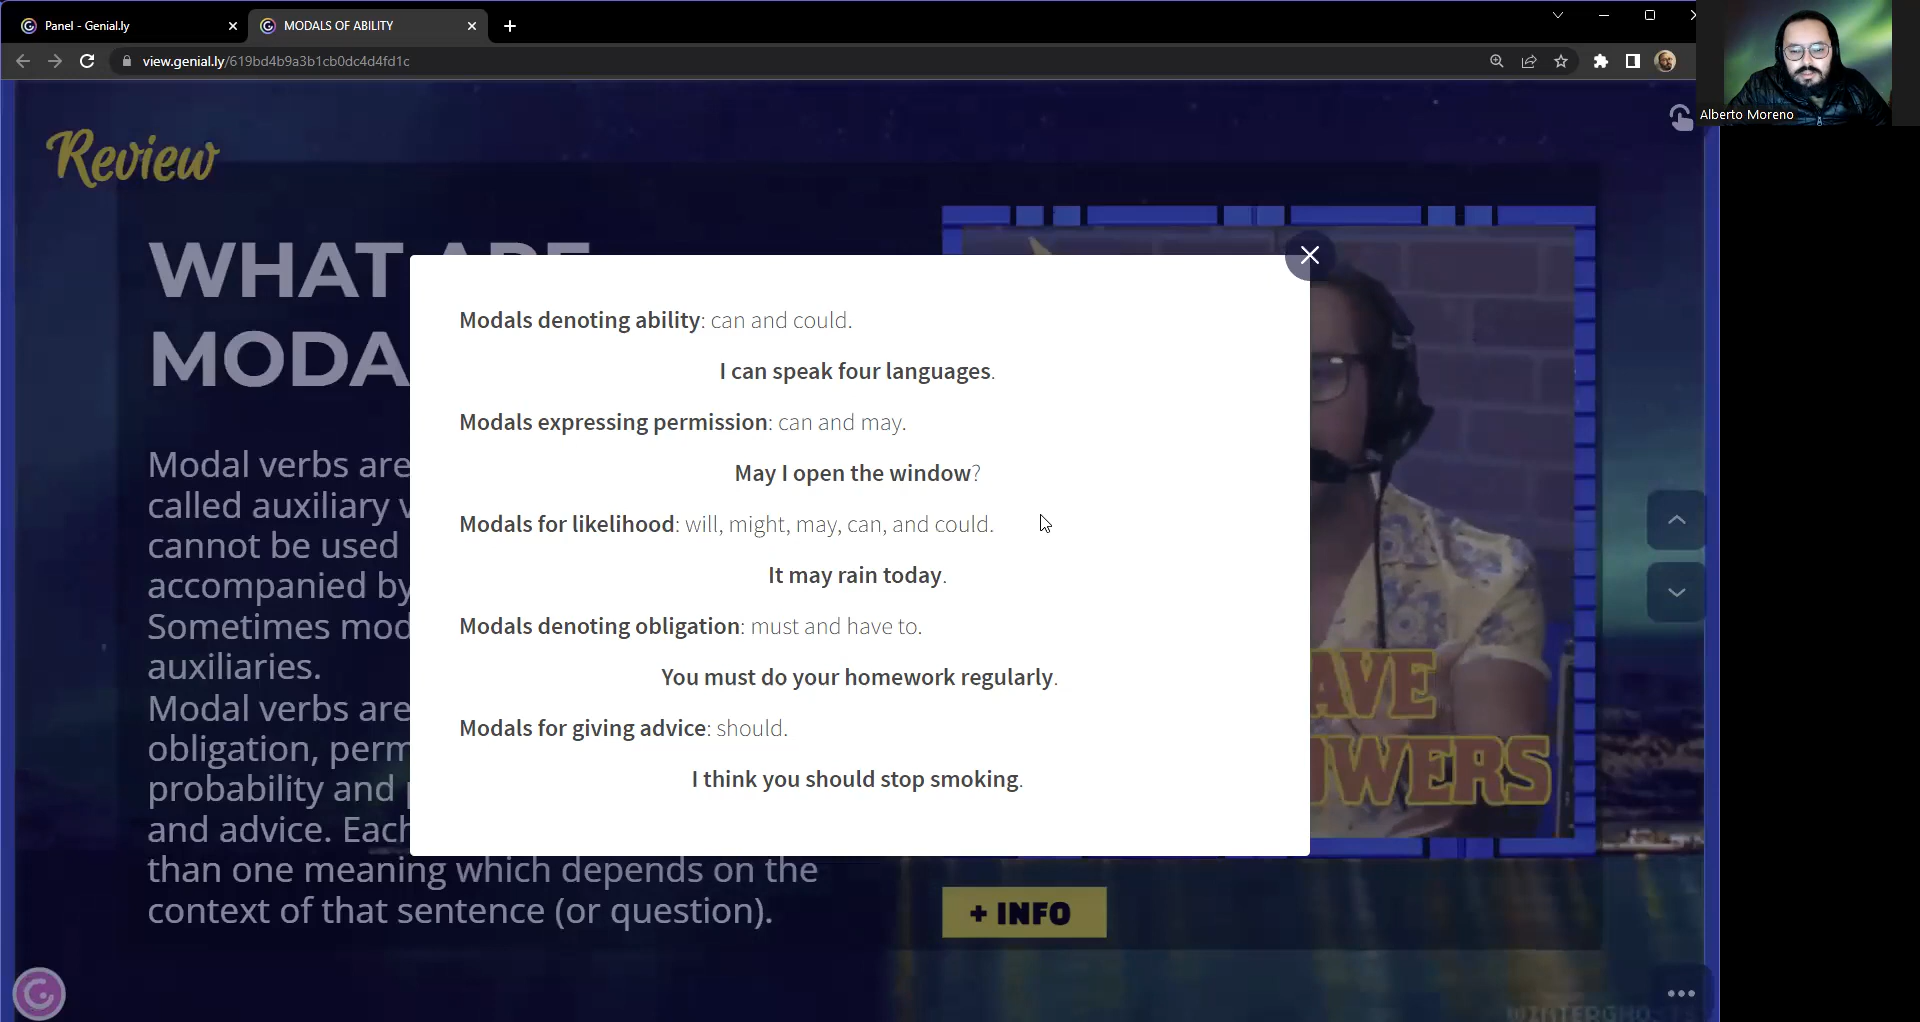 Panel - Genial.ly
MODALS OF ABILITY
view.genial.ly/619bd4b9a3b1cb0dc4d4fd1c
Alberto Moreno
Review
WHAT ARE
MODA
Modal verbs are
called auxiliary v
cannot be used
accompanied by
Sometimes mod
auxiliaries.
Modal verbs are
obligation, perm
probability and p
and advice. Each
than one meaning which depends on the
context of that sentence (or question).
Modals denoting ability: can and could.
I can speak four languages.
Modals expressing permission: can and may.
May I open the window?
Modals for likelihood: will, might, may, can, and could.
It may rain today.
Modals denoting obligation: must and have to.
You must do your homework regularly.
Modals for giving advice: should.
I think you should stop smoking.
AVE
WERS
+ INFO